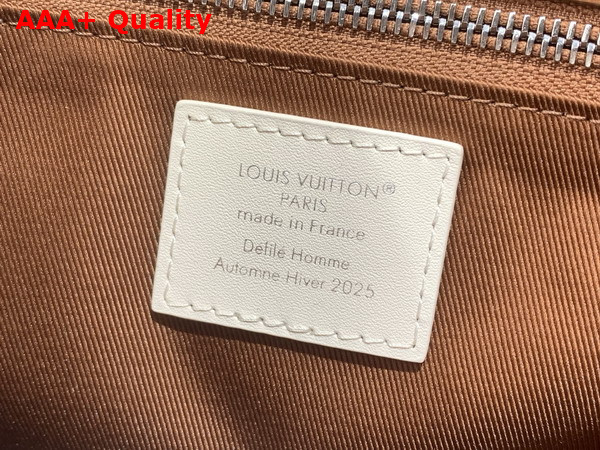 AAA+ Quality
LOUIS VUITTON®
PARIS
made in France
Défilé Homme
Automne Hiver 2025